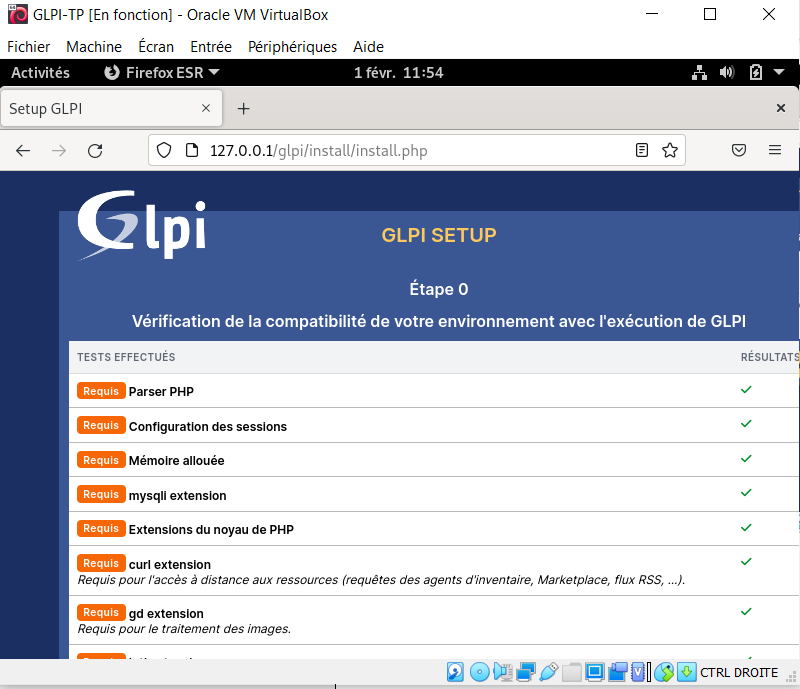 GLPI-TP [En fonction] - Oracle VM VirtualBox
Fichier Machine Écran Entrée Périphériques Aide
Activités Firefox ESR 1 févr. 11:54
Setup GLPI
127.0.0.1/glpi/install/install.php
Glpi
GLPI SETUP
Étape 0
Vérification de la compatibilité de votre environnement avec l'exécution de GLPI
TESTS EFFECTUÉS RÉSULTATS
Requis Parser PHP
Requis Configuration des sessions
Requis Mémoire allouée
Requis mysqli extension
Requis Extensions du noyau de PHP
Requis curl extension
Requis pour l'accès à distance aux ressources (requêtes des agents d'inventaire, Marketplace, flux RSS, ...).
Requis gd extension
Requis pour le traitement des images.
CTRL DROITE